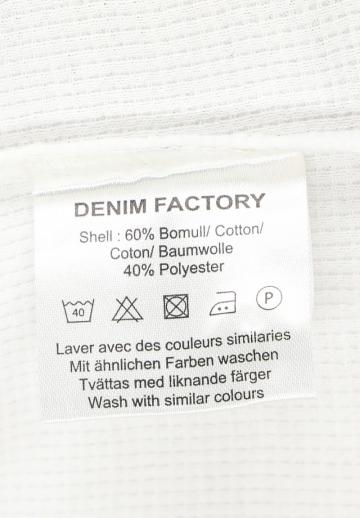 DENIM FACTORY
Shell : 60% Bomull/ Cotton/
Coton/ Baumwolle
40% Polyester
40 P
Laver avec des couleurs similaries
Mit ähnlichen Farben waschen
Tvättas med liknande färger
Wash with similar colours